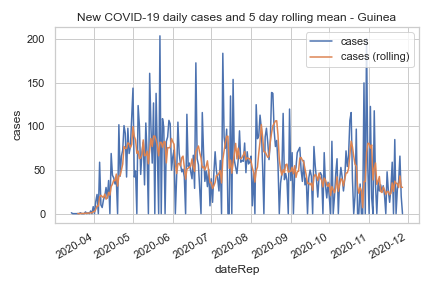 New COVID-19 daily cases and 5 day rolling mean - Guinea
cases
cases (rolling)
200
150
100
50
0
cases
2020-04
2020-05
2020-06
2020-07
2020-08
2020-09
2020-10
2020-11
2020-12
dateRep